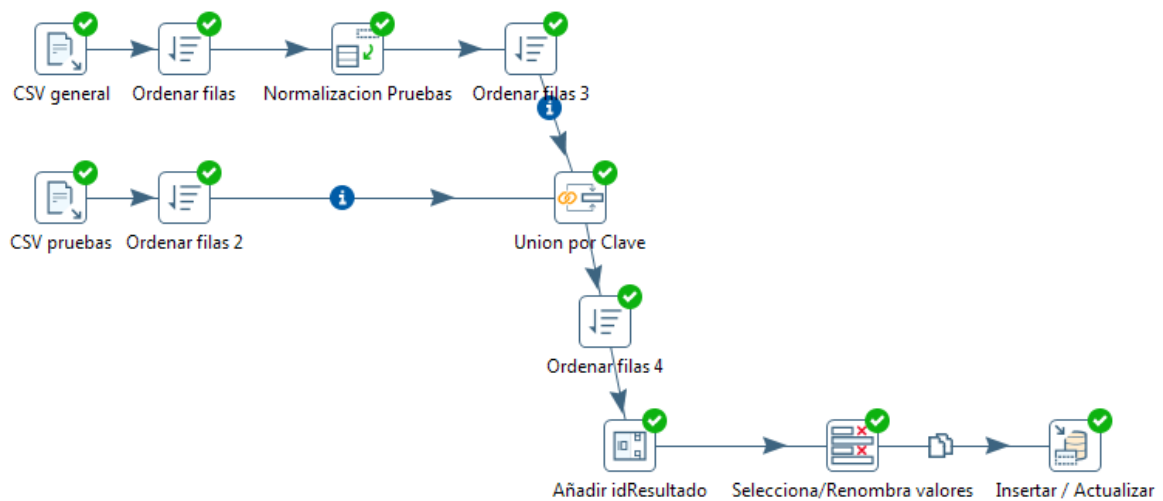 CSV general
Ordenar filas
Normalizacion Pruebas
Ordenar filas 3
CSV pruebas
Ordenar filas 2
Union por Clave
Ordenar filas 4
Añadir idResultado
Selecciona/Renombra valores
Insertar / Actualizar